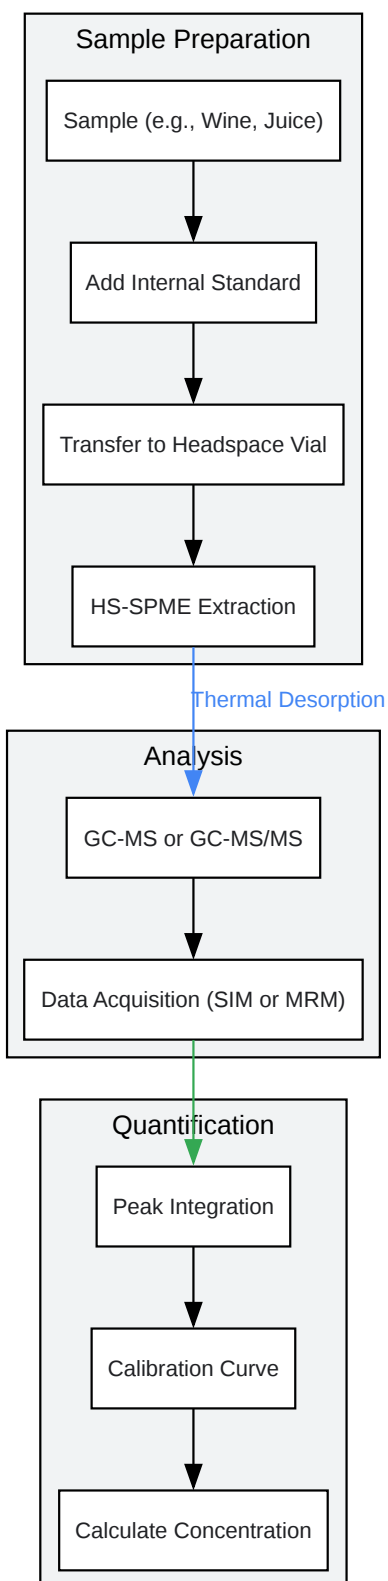 Sample Preparation
Sample (e.g., Wine, Juice)
Add Internal Standard
Transfer to Headspace Vial
HS-SPME Extraction
Thermal Desorption
Analysis
GC-MS or GC-MS/MS
Data Acquisition (SIM or MRM)
Quantification
Peak Integration
Calibration Curve
Calculate Concentration